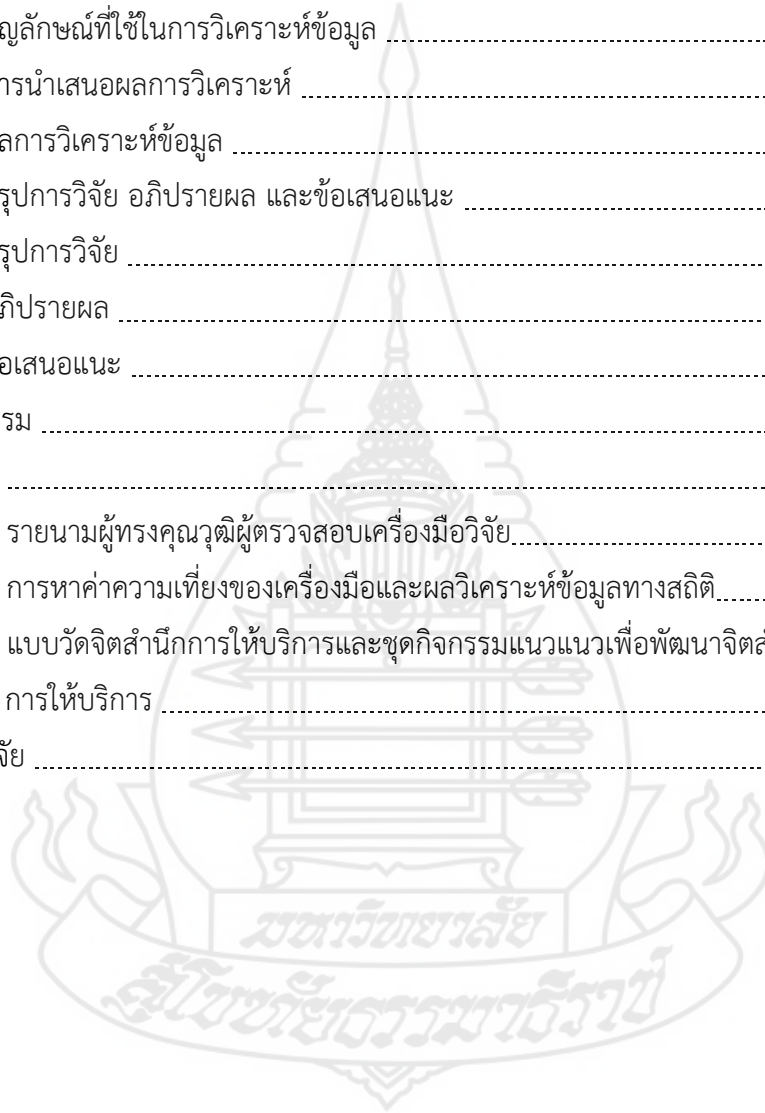 ญลักษณ์ที่ใช้ในการวิเคราะห์ข้อมูล
ารนำเสนอผลการวิเคราะห์
ลการวิเคราะห์ข้อมูล
รุปการวิจัย อภิปรายผล และข้อเสนอแนะ
รุปการวิจัย
ภิปรายผล
อเสนอแนะ
รม
รายนามผู้ทรงคุณวุฒิผู้ตรวจสอบเครื่องมือวิจัย
การหาค่าความเที่ยงของเครื่องมือและผลวิเคราะห์ข้อมูลทางสถิติ
แบบวัดจิตสำนึกการให้บริการและชุดกิจกรรมแนวแนวเพื่อพัฒนาจิตสำ
การให้บริการ
จัย
มหาวิทยาลัย
สุโขทัยธรรมาธิราช